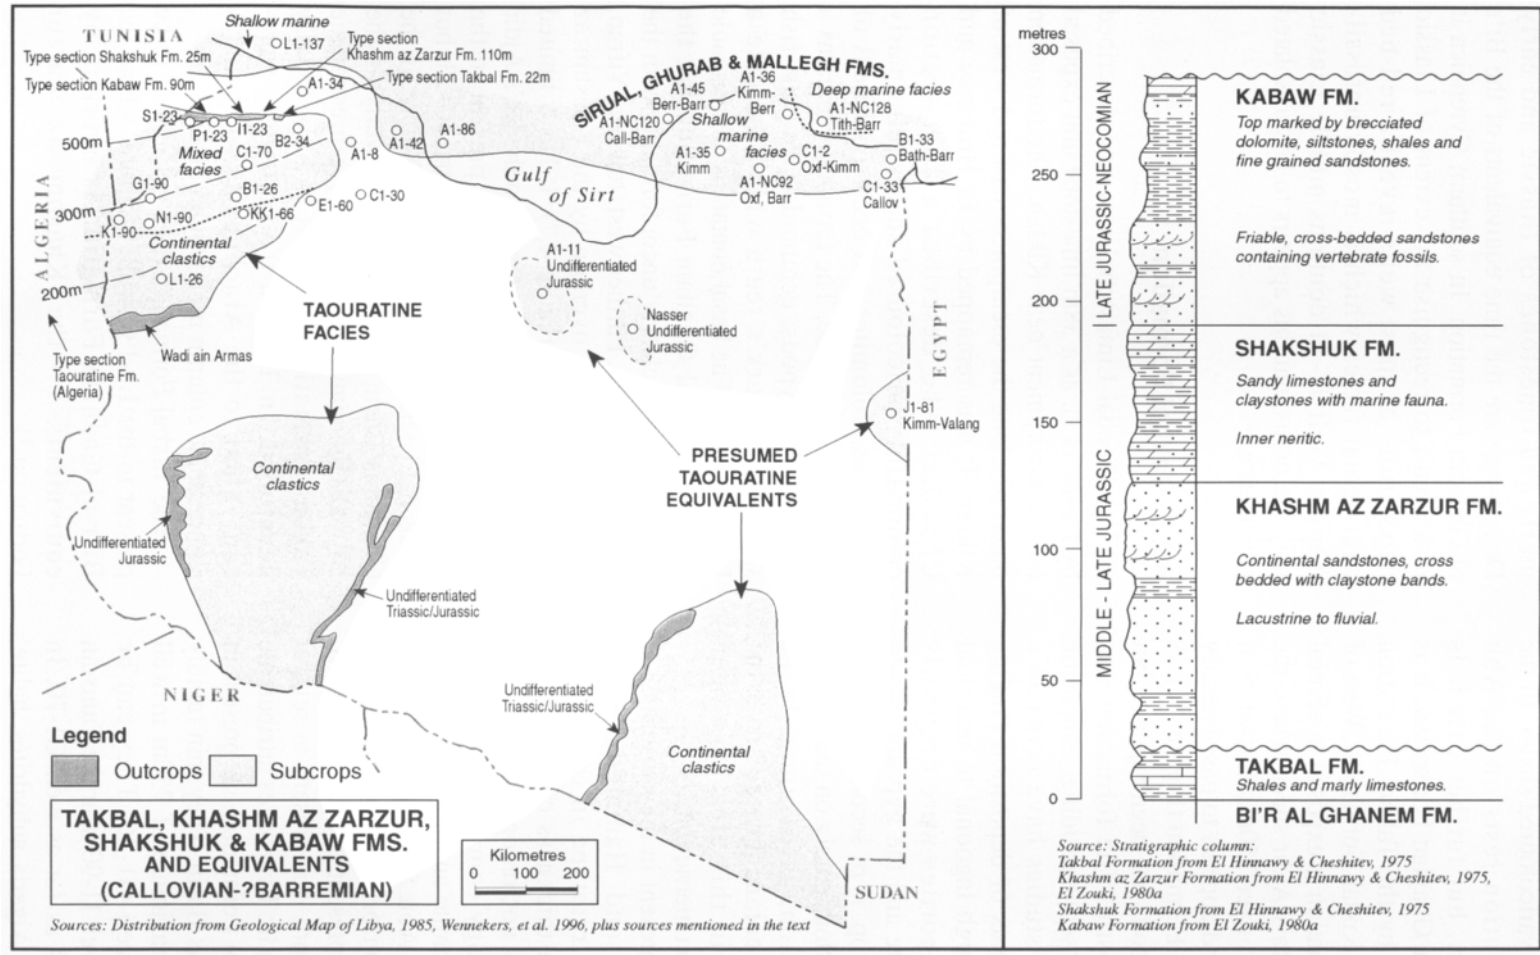 TUNISIA
Shallow marine
L1-137
Type section
Khashm az Zarzur Fm. 110m
Type section Shakshuk Fm. 25m
Type section Kabaw Fm. 90m
Type section Takbal Fm. 22m
A1-34
S1-23
P1-23
I1-23
B2-34
Mixed
facies
C1-70
A1-8
A1-42
A1-86
500m
ALGERIA
G1-90
300m
B1-26
K1-90
N1-90
KK1-66
E1-60
C1-30
Continental
clastics
200m
L1-26
Wadi ain Armas
Type section
Taouratine Fm.
(Algeria)
TAOURATINE
FACIES
Gulf
of Sirt
SIRUAL, GHURAB & MALLEGH FMS.
A1-45
Berr-Barr
A1-36
Kimm-
Berr
Deep marine facies
A1-NC128
Tith-Barr
A1-NC120
Call-Barr
Shallow
marine
facies
B1-33
Bath-Barr
A1-35
Kimm
C1-2
Oxf-Kimm
A1-NC92
Oxf, Barr
C1-33
Callov
A1-11
Undifferentiated
Jurassic
Nasser
Undifferentiated
Jurassic
EGYPT
J1-81
Kimm-Valang
PRESUMED
TAOURATINE
EQUIVALENTS
Continental
clastics
Undifferentiated
Jurassic
Undifferentiated
Triassic/Jurassic
NIGER
Undifferentiated
Triassic/Jurassic
Continental
clastics
SUDAN
Legend
Outcrops
Subcrops
TAKBAL, KHASHM AZ ZARZUR,
SHAKSHUK & KABAW FMS.
AND EQUIVALENTS
(CALLOVIAN-?BARREMIAN)
Kilometres
0 100 200
Sources: Distribution from Geological Map of Libya, 1985, Wennekers, et al. 1996, plus sources mentioned in the text
metres
300
250
200
150
100
50
0
LATE JURASSIC-NEOCOMIAN
MIDDLE - LATE JURASSIC
KABAW FM.
Top marked by brecciated
dolomite, siltstones, shales and
fine grained sandstones.
Friable, cross-bedded sandstones
containing vertebrate fossils.
SHAKSHUK FM.
Sandy limestones and
claystones with marine fauna.
Inner neritic.
KHASHM AZ ZARZUR FM.
Continental sandstones, cross
bedded with claystone bands.
Lacustrine to fluvial.
TAKBAL FM.
Shales and marly limestones.
BI'R AL GHANEM FM.
Source: Stratigraphic column:
Takbal Formation from El Hinnawy & Cheshitev, 1975
Khashm az Zarzur Formation from El Hinnawy & Cheshitev, 1975,
El Zouki, 1980a
Shakshuk Formation from El Hinnawy & Cheshitev, 1975
Kabaw Formation from El Zouki, 1980a